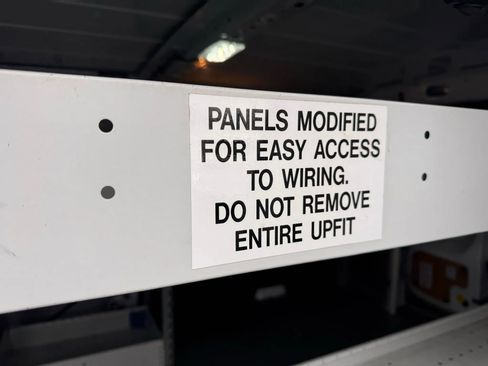 PANELS MODIFIED
FOR EASY ACCESS
TO WIRING.
DO NOT REMOVE
ENTIRE UPFIT